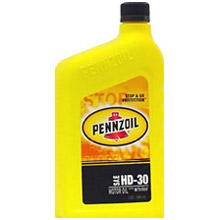 PENNZOIL
STOP & GO
PROTECTION
STOP
PENNZOIL
SAE HD-30
MOTOR OIL